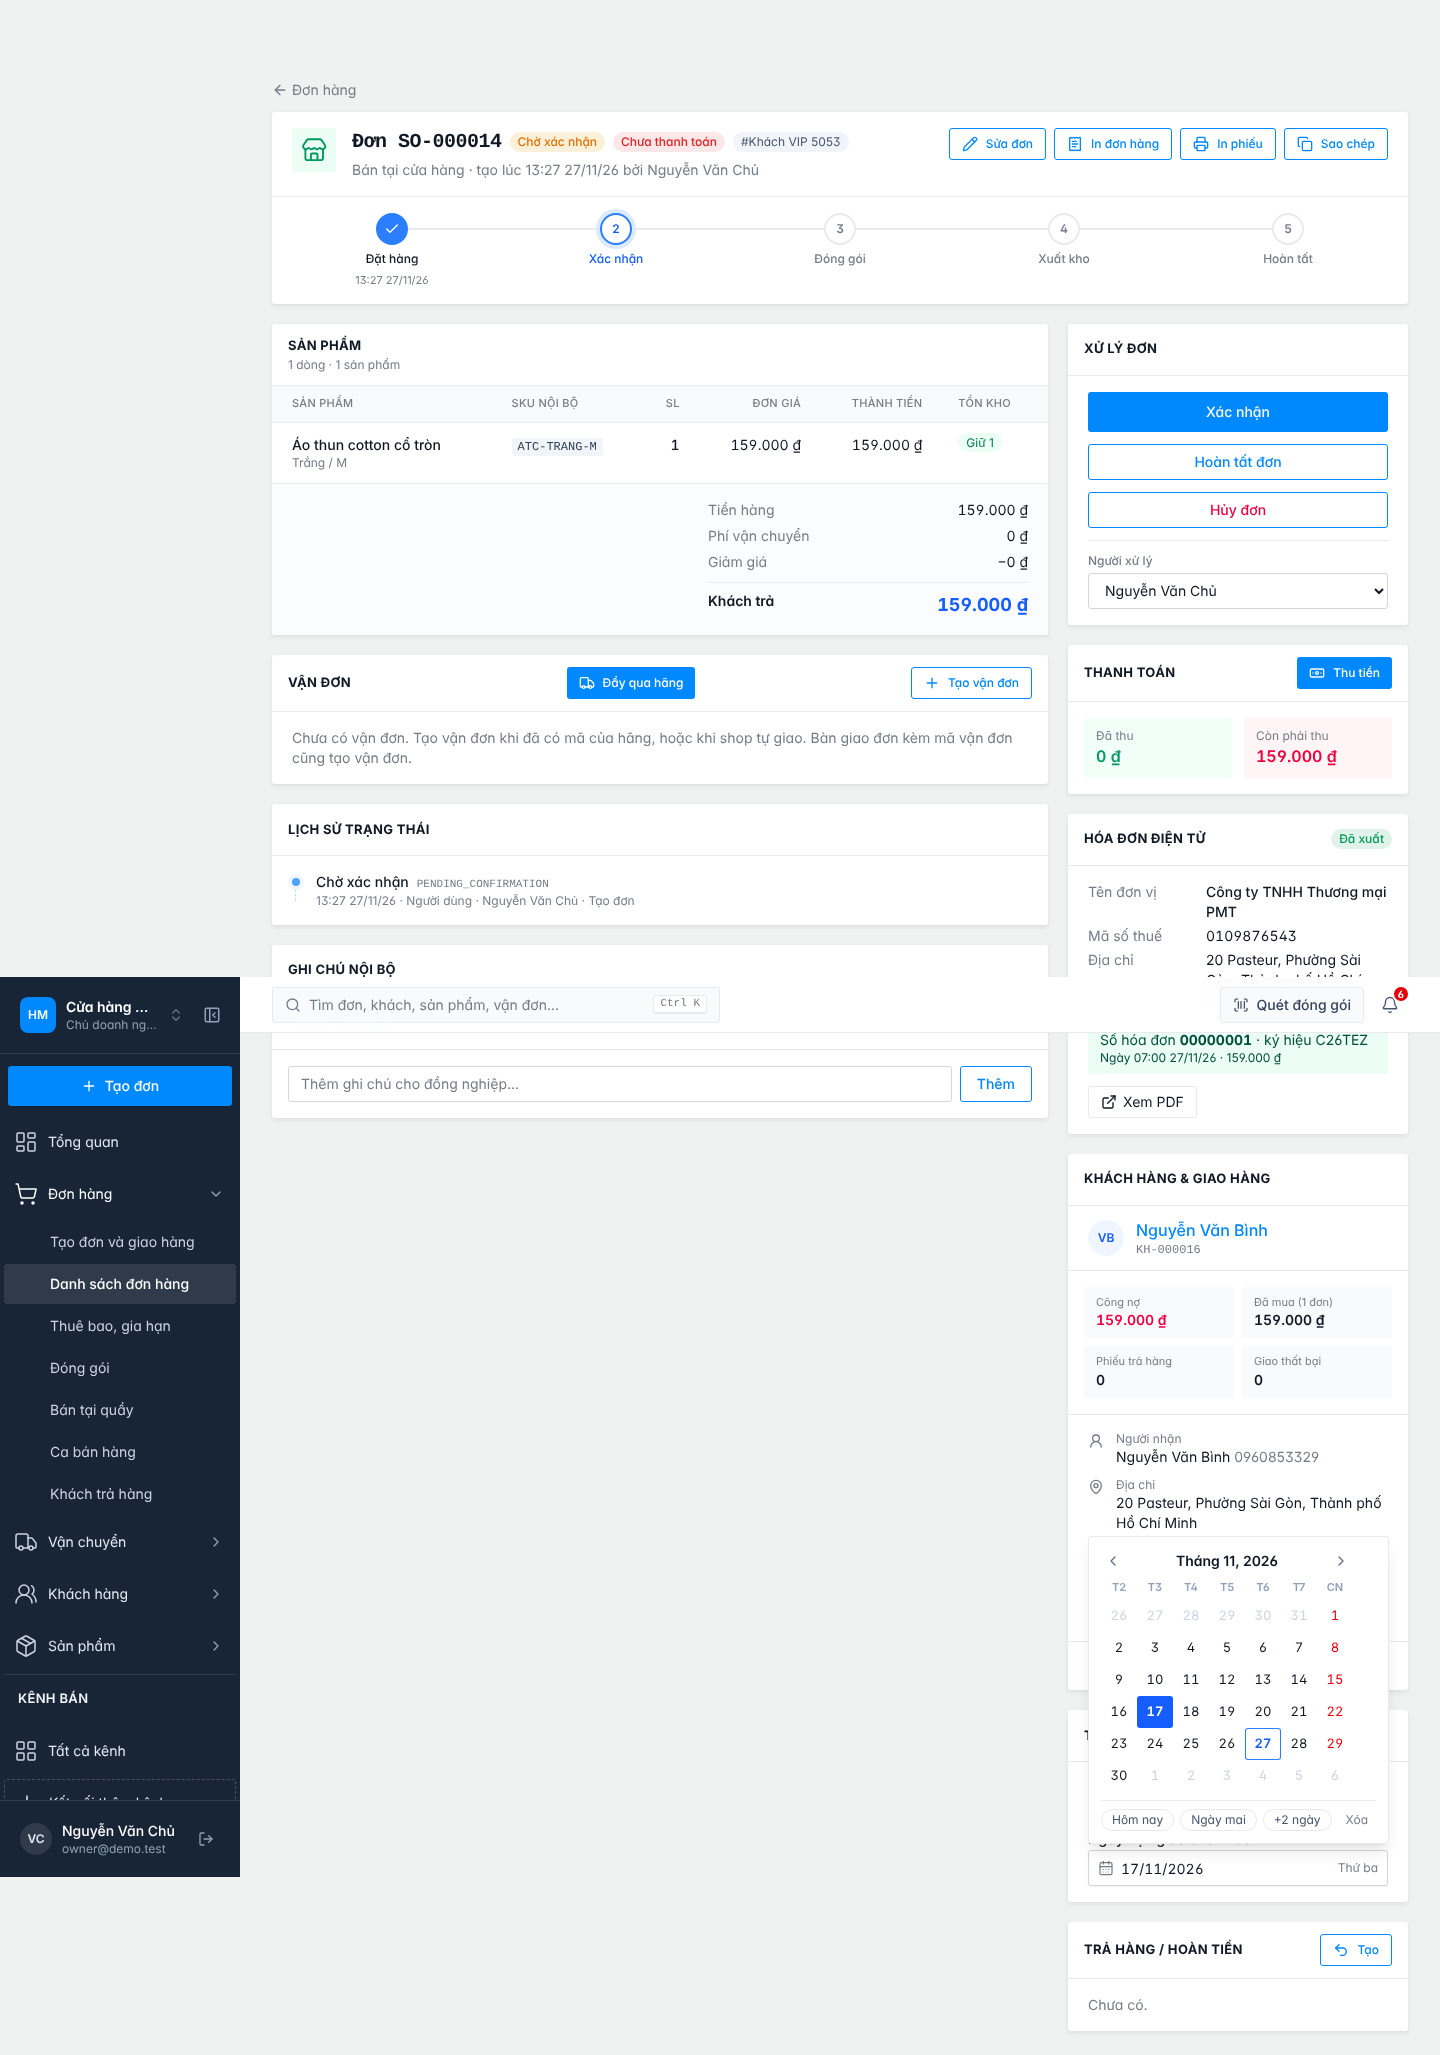 Đơn hàng
Đơn SO-000014 Chờ xác nhận Chưa thanh toán #Khách VIP 5053
Bán tại cửa hàng · tạo lúc 13:27 27/11/26 bởi Nguyễn Văn Chủ
Sửa đơn In đơn hàng In phiếu Sao chép
2 3 4 5
Đặt hàng Xác nhận Đóng gói Xuất kho Hoàn tất
13:27 27/11/26
SẢN PHẨM
1 dòng · 1 sản phẩm
SẢN PHẨM SKU NỘI BỘ SL ĐƠN GIÁ THÀNH TIỀN TỒN KHO
Áo thun cotton cổ tròn ATC-TRANG-M 1 159.000 ₫ 159.000 ₫ Giữ 1
Trắng / M
Tiền hàng 159.000 ₫
Phí vận chuyển 0 ₫
Giảm giá −0 ₫
Khách trả 159.000 ₫
VẬN ĐƠN Đẩy qua hãng Tạo vận đơn
Chưa có vận đơn. Tạo vận đơn khi đã có mã của hãng, hoặc khi shop tự giao. Bàn giao đơn kèm mã vận đơn
cũng tạo vận đơn.
LỊCH SỬ TRẠNG THÁI
Chờ xác nhận PENDING_CONFIRMATION
13:27 27/11/26 · Người dùng · Nguyễn Văn Chủ · Tạo đơn
GHI CHÚ NỘI BỘ
Thêm ghi chú cho đồng nghiệp...
Thêm
XỬ LÝ ĐƠN
Xác nhận
Hoàn tất đơn
Hủy đơn
Người xử lý
Nguyễn Văn Chủ
THANH TOÁN Thu tiền
Đã thu
0 ₫
Còn phải thu
159.000 ₫
HÓA ĐƠN ĐIỆN TỬ Đã xuất
Tên đơn vị Công ty TNHH Thương mại
PMT
Mã số thuế 0109876543
Địa chỉ 20 Pasteur, Phường Sài
Số hóa đơn 00000001 · ký hiệu C26TEZ
Ngày 07:00 27/11/26 · 159.000 ₫
Xem PDF
KHÁCH HÀNG & GIAO HÀNG
VB Nguyễn Văn Bình
KH-000016
Công nợ
159.000 ₫
Đã mua (1 đơn)
159.000 ₫
Phiếu trả hàng
0
Giao thất bại
0
Người nhận
Nguyễn Văn Bình 0960853329
Địa chỉ
20 Pasteur, Phường Sài Gòn, Thành phố
Hồ Chí Minh
Tháng 11, 2026
T2 T3 T4 T5 T6 T7 CN
26 27 28 29 30 31 1
2 3 4 5 6 7 8
9 10 11 12 13 14 15
16 17 18 19 20 21 22
23 24 25 26 27 28 29
30 1 2 3 4 5 6
Hôm nay Ngày mai +2 ngày Xóa
17/11/2026 Thứ ba
TRẢ HÀNG / HOÀN TIỀN Tạo
Chưa có.
HM Cửa hàng ...
Chủ doanh ng...
Tìm đơn, khách, sản phẩm, vận đơn... Ctrl K
Quét đóng gói 6
Tạo đơn
Tổng quan
Đơn hàng
Tạo đơn và giao hàng
Danh sách đơn hàng
Thuê bao, gia hạn
Đóng gói
Bán tại quầy
Ca bán hàng
Khách trả hàng
Vận chuyển
Khách hàng
Sản phẩm
KÊNH BÁN
Tất cả kênh
VC Nguyễn Văn Chủ
owner@demo.test